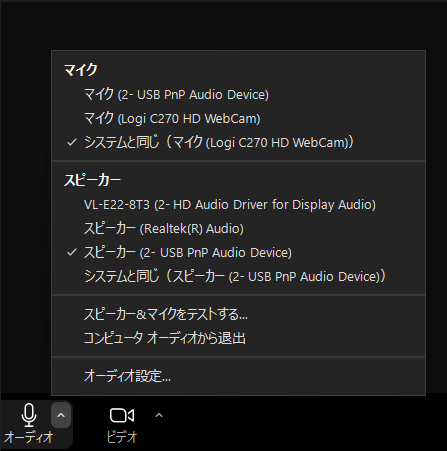 マイク
マイク (2- USB PnP Audio Device)
マイク (Logi C270 HD WebCam)
✓ システムと同じ（マイク (Logi C270 HD WebCam)）
スピーカー
VL-E22-8T3 (2- HD Audio Driver for Display Audio)
スピーカー (Realtek(R) Audio)
✓ スピーカー (2- USB PnP Audio Device)
システムと同じ（スピーカー (2- USB PnP Audio Device)）
スピーカー&マイクをテストする...
コンピュータ オーディオから退出
オーディオ設定...
オーディオ ビデオ